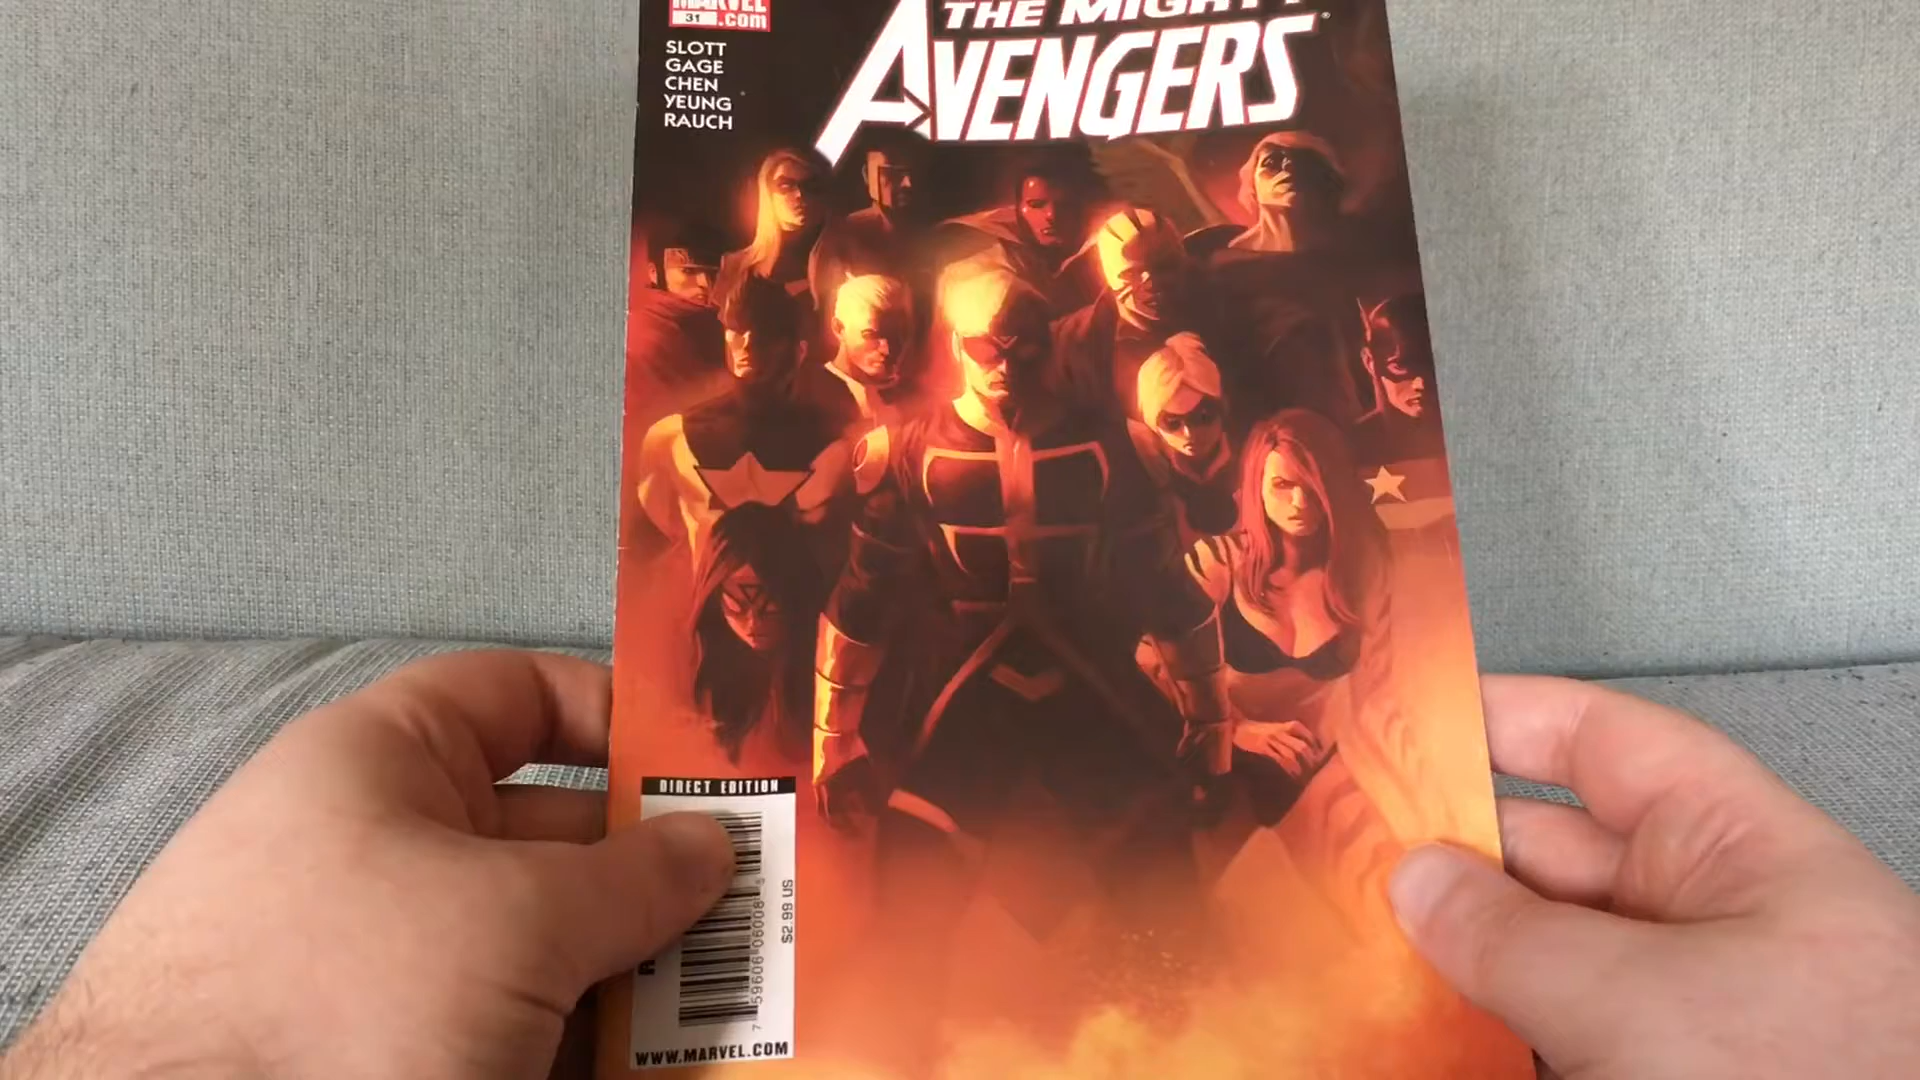 MARVEL
31 .com
THE MIGHTY
AVENGERS
SLOTT
GAGE
CHEN
YEUNG
RAUCH
DIRECT EDITION
7 59606 06008 5
$2.99 US
WWW.MARVEL.COM